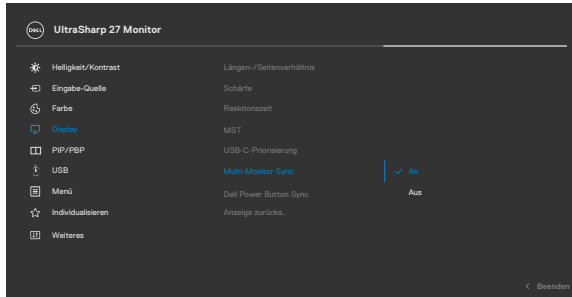 DELL UltraSharp 27 Monitor
Helligkeit/Kontrast
Eingabe-Quelle
Farbe
Display
PIP/PBP
USB
Menü
Individualisieren
Weiteres
Längen-/Seitenverhältnis
Schärfe
Reaktionszeit
MST
USB-C-Priorisierung
Multi-Monitor Sync
Dell Power Button Sync
Anzeige zurücks.
An
Aus
Beenden